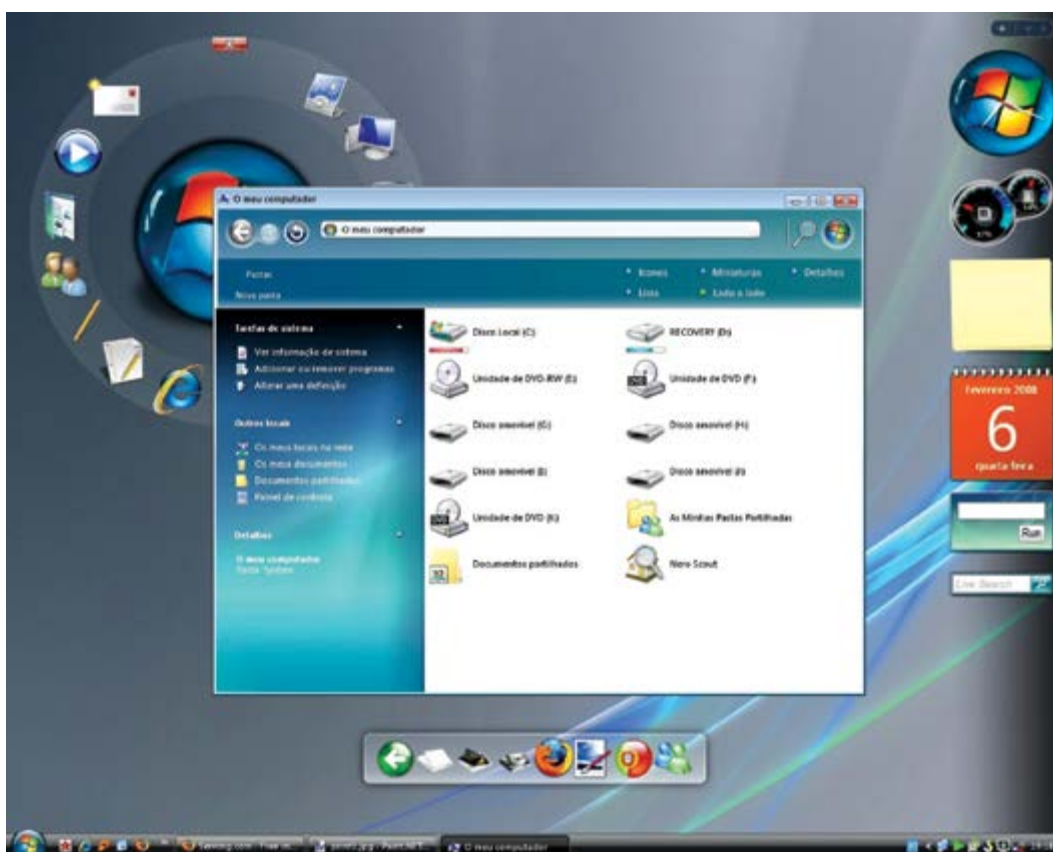 O meu computador
O meu computador
Pastas
Nova pasta
Ícones
Miniaturas
Detalhes
Lista
Lado a lado
Tarefas de sistema
Ver informação de sistema
Adicionar ou remover programas
Alterar uma definição
Outros locais
Os meus locais na rede
Os meus documentos
Documentos partilhados
Painel de controlo
Detalhes
O meu computador
Pasta System
Disco Local (C:)
RECOVERY (D:)
Unidade de DVD-RW (E:)
Unidade de DVD (F:)
Disco amovível (G:)
Disco amovível (H:)
Disco amovível (I:)
Disco amovível (J:)
Unidade de DVD (K:)
As Minhas Pastas Partilhadas
Documentos partilhados
Nero Scout
Fevereiro 2008
6
quarta-feira
Run
Live Search
O meu computador